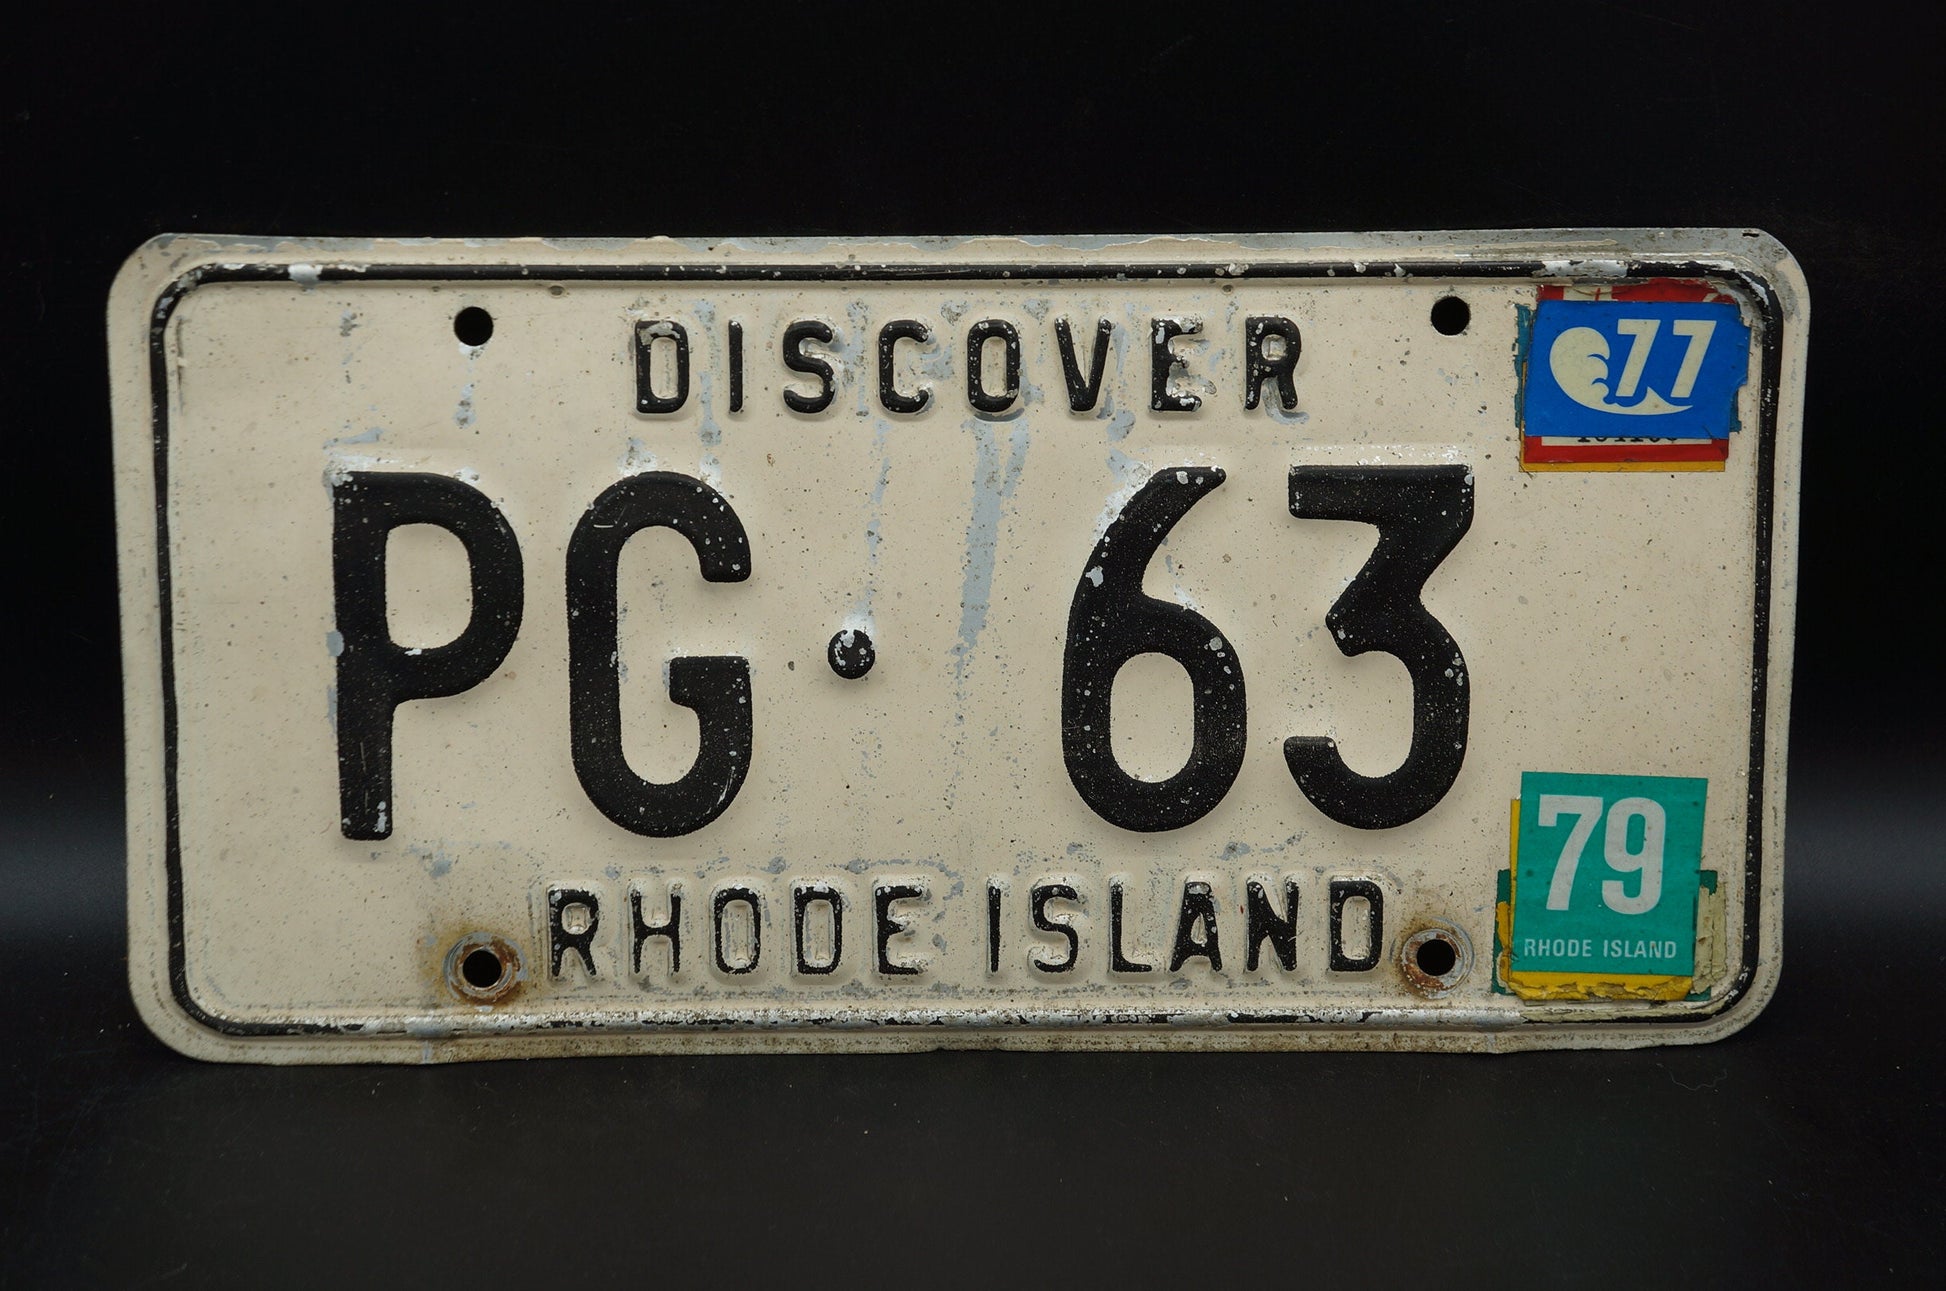 DISCOVER
77
PG·63
79
RHODE ISLAND
RHODE ISLAND